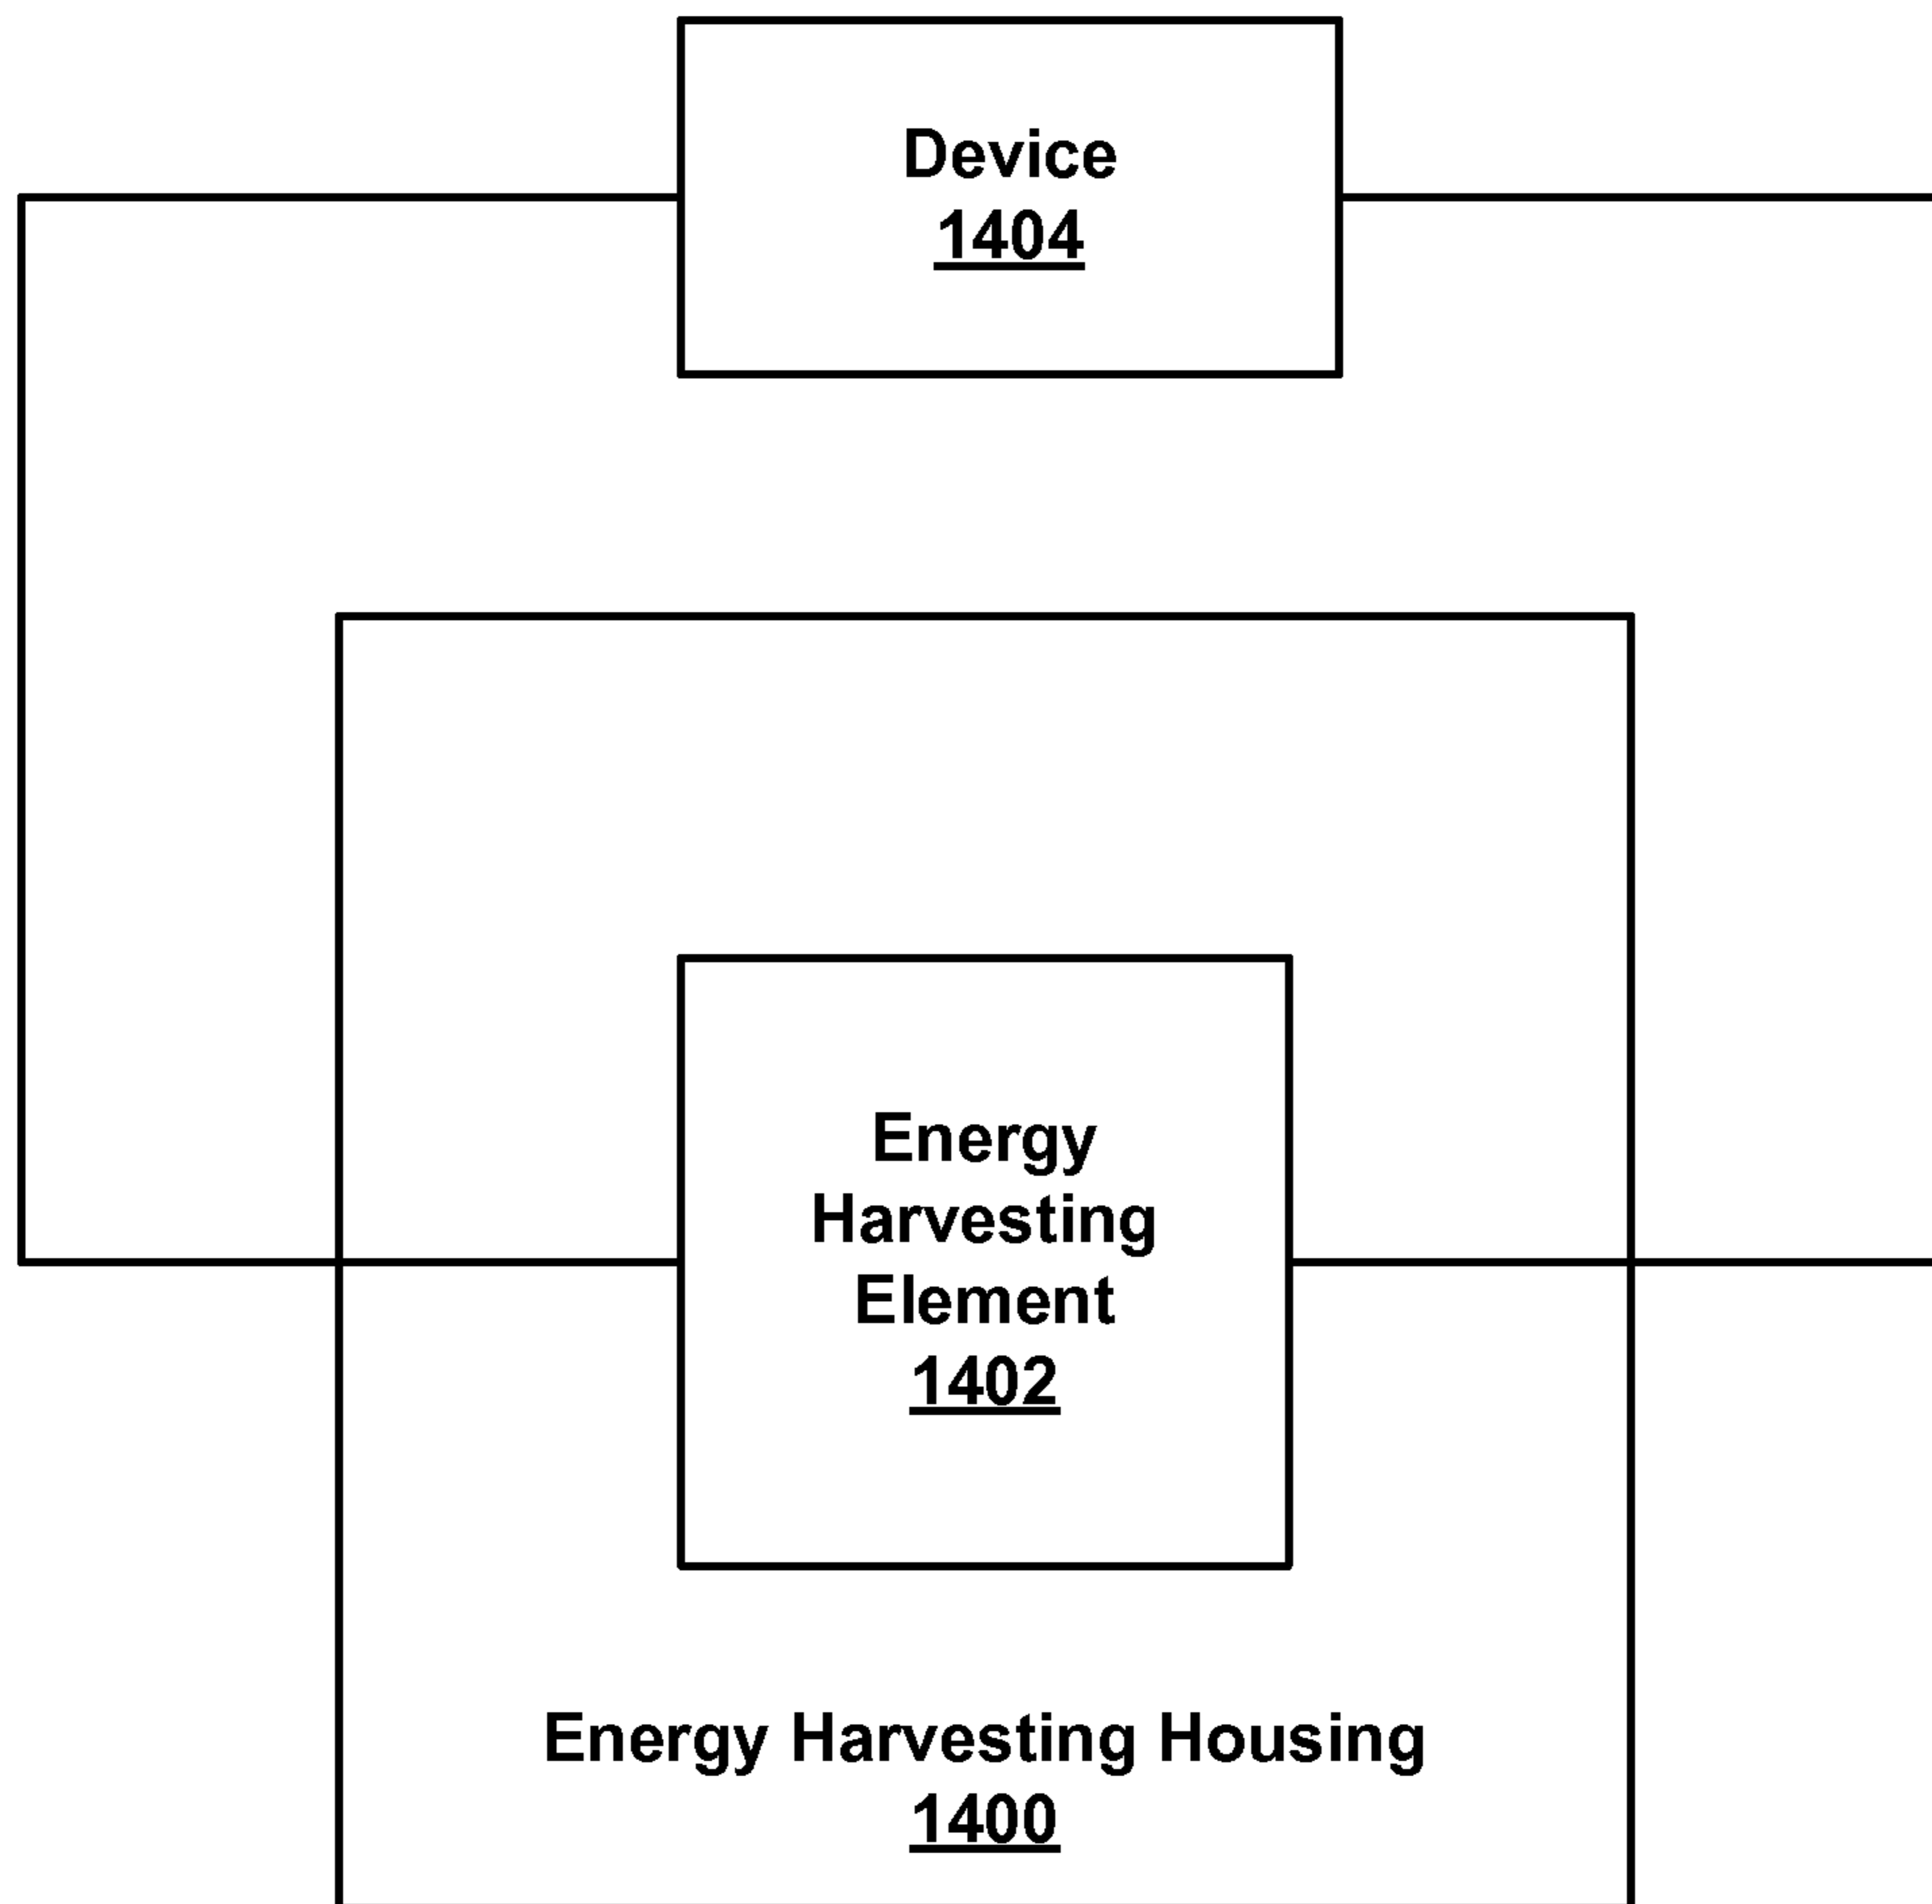 Device
1404
Energy
Harvesting
Element
1402
Energy Harvesting Housing
1400